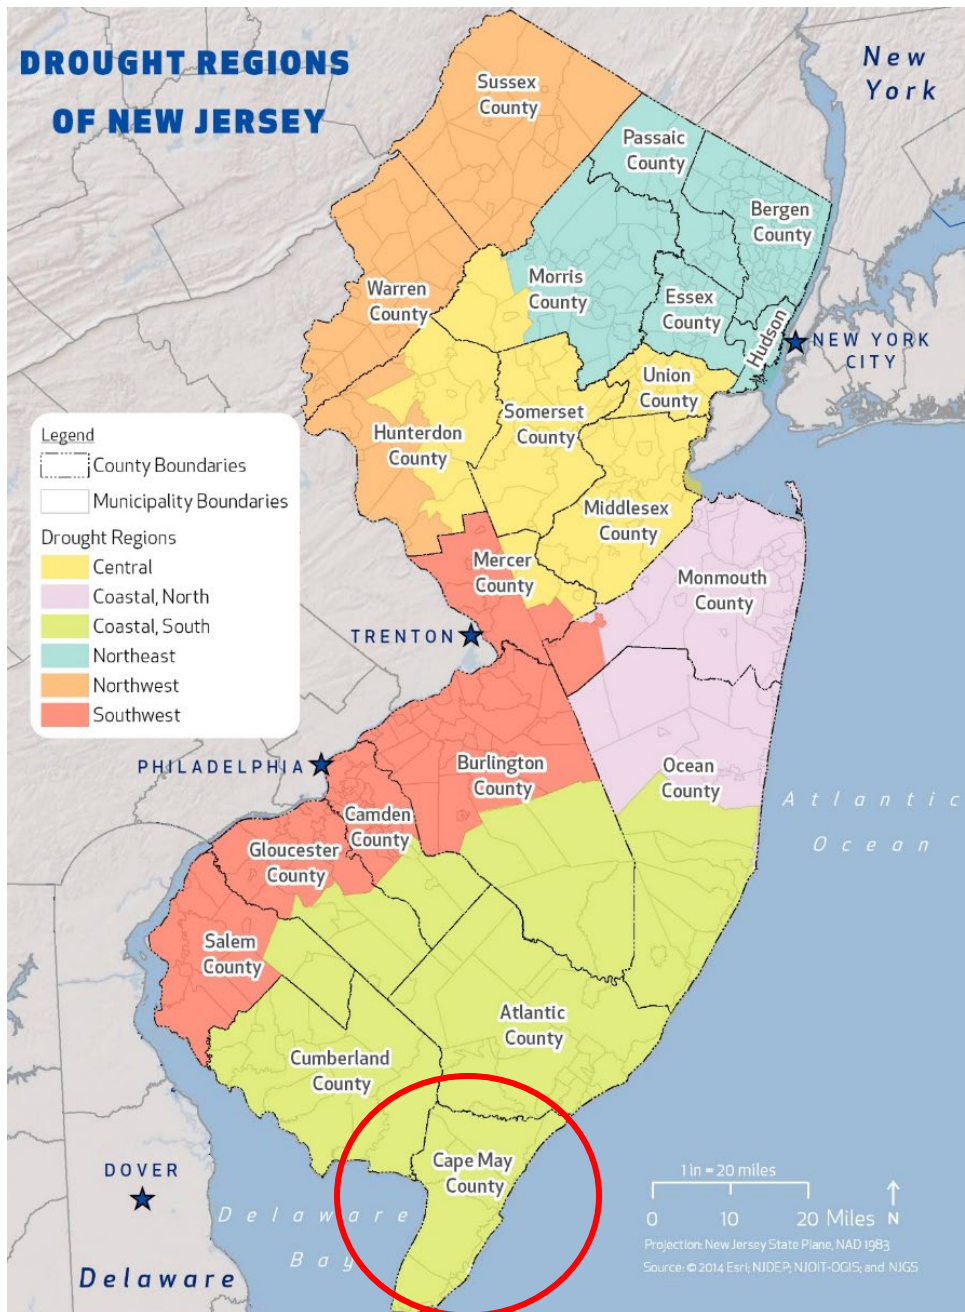 DROUGHT REGIONS
OF NEW JERSEY
New
York
Sussex
County
Passaic
County
Bergen
County
Warren
County
Morris
County
Essex
County
Hudson
NEW YORK
CITY
Union
County
Somerset
County
Hunterdon
County
Middlesex
County
Legend
County Boundaries
Municipality Boundaries
Drought Regions
Central
Coastal, North
Coastal, South
Northeast
Northwest
Southwest
Mercer
County
Monmouth
County
TRENTON
PHILADELPHIA
Burlington
County
Ocean
County
Atlantic
Ocean
Camden
County
Gloucester
County
Salem
County
Atlantic
County
Cumberland
County
Cape May
County
DOVER
Delaware
Bay
Delaware
1 in = 20 miles
0 10 20 Miles N
Projection: New Jersey State Plane, NAD 1983
Source: © 2014 Esri; NJDEP; NJOIT-OGIS; and NJGS